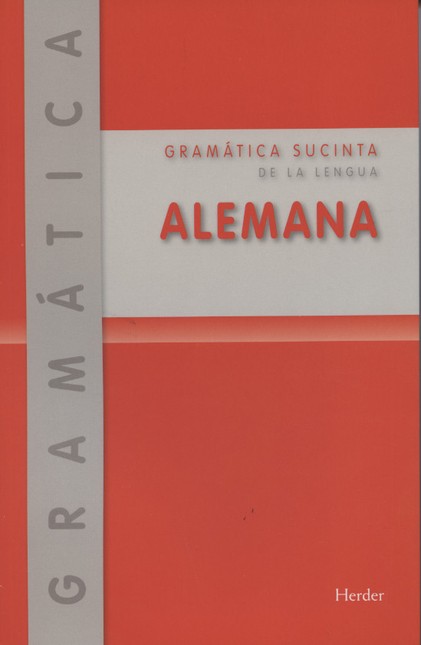 GRAMÁTICA
GRAMÁTICA SUCINTA
DE LA LENGUA
ALEMANA
Herder